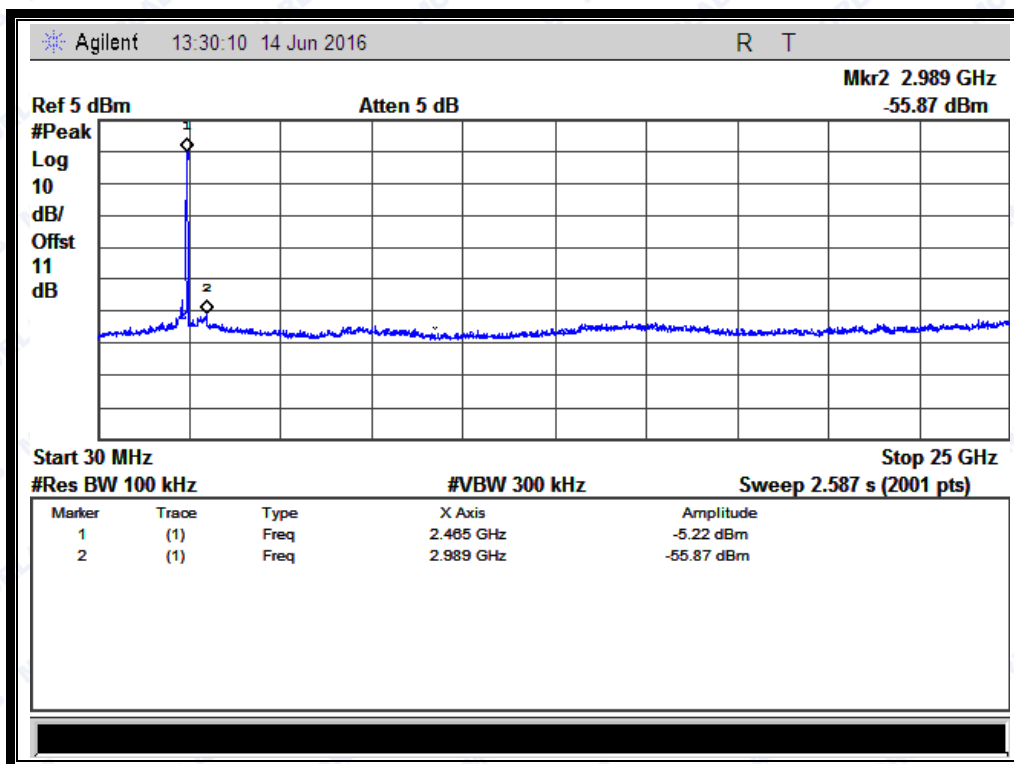 Agilent 13:30:10 14 Jun 2016 R T
Mkr2 2.989 GHz
Ref 5 dBm Atten 5 dB -55.87 dBm
#Peak
Log
10
dB/
Offst
11
dB
1
2
Start 30 MHz Stop 25 GHz
#Res BW 100 kHz #VBW 300 kHz Sweep 2.587 s (2001 pts)
Marker Trace Type X Axis Amplitude
1 (1) Freq 2.465 GHz -5.22 dBm
2 (1) Freq 2.989 GHz -55.87 dBm